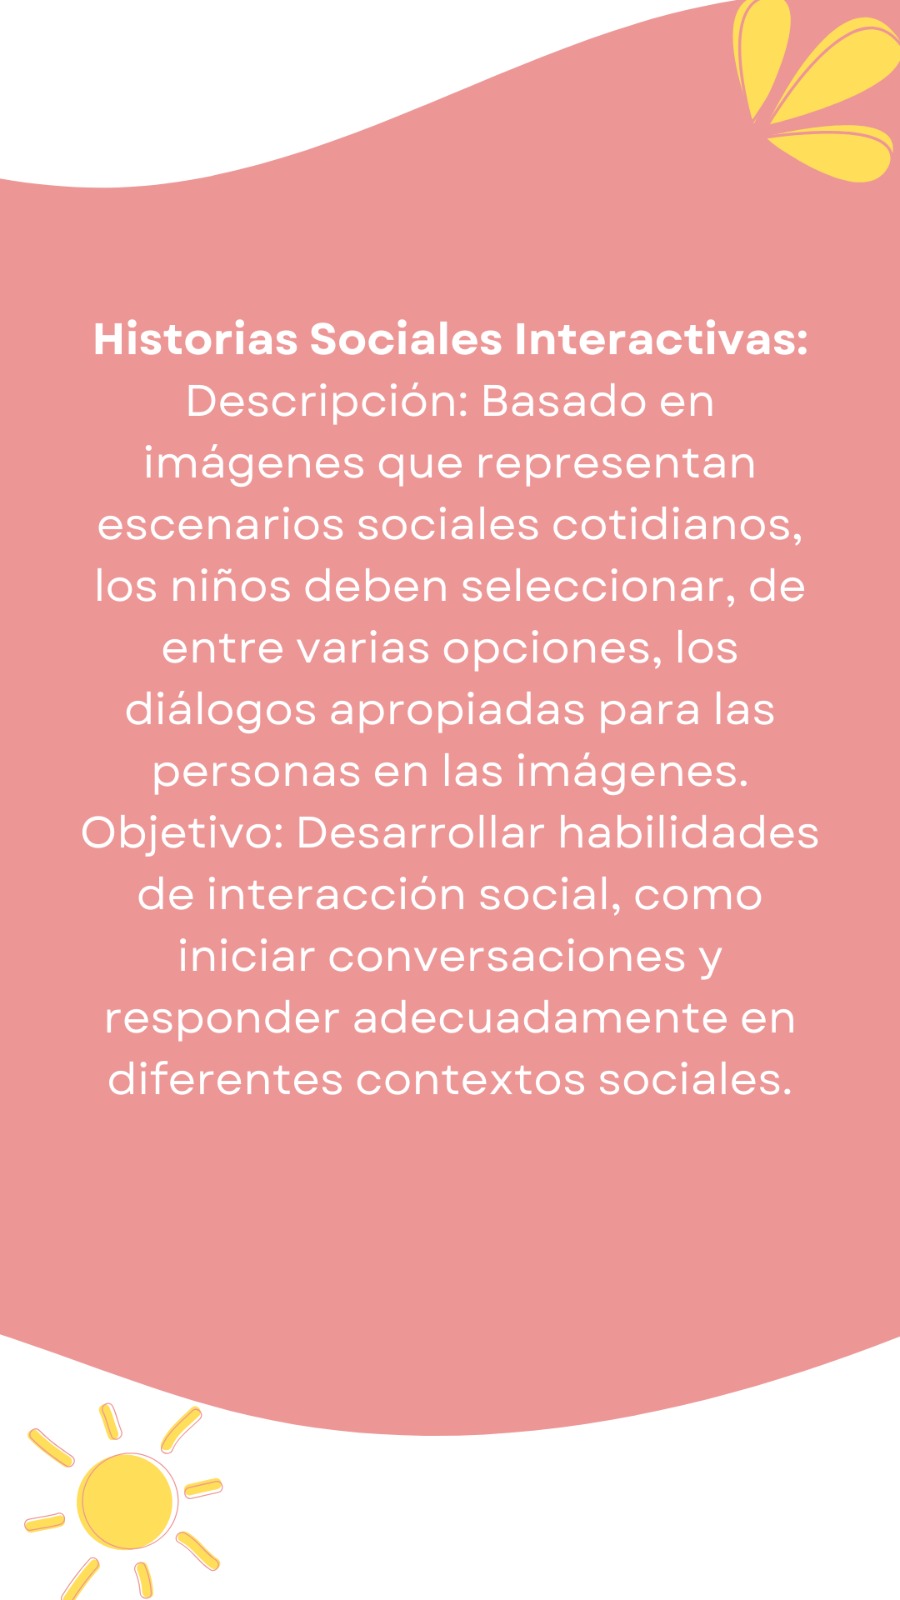 Historias Sociales Interactivas:
Descripción: Basado en
imágenes que representan
escenarios sociales cotidianos,
los niños deben seleccionar, de
entre varias opciones, los
diálogos apropiadas para las
personas en las imágenes.
Objetivo: Desarrollar habilidades
de interacción social, como
iniciar conversaciones y
responder adecuadamente en
diferentes contextos sociales.